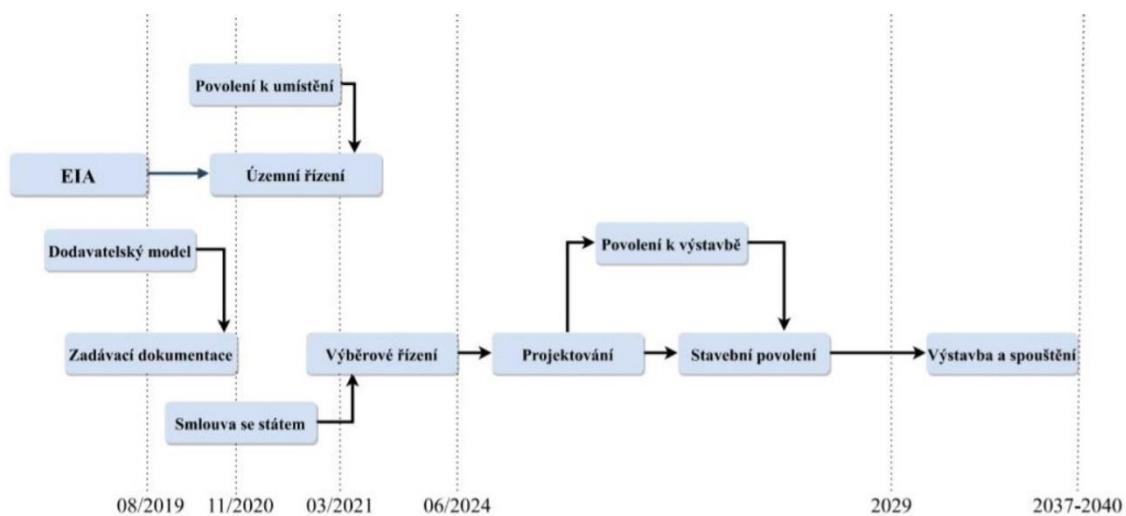 Povolení k umístění
EIA
Územní řízení
Dodavatelský model
Povolení k výstavbě
Zadávací dokumentace
Výběrové řízení
Projektování
Stavební povolení
Výstavba a spouštění
Smlouva se státem
08/2019
11/2020
03/2021
06/2024
2029
2037-2040